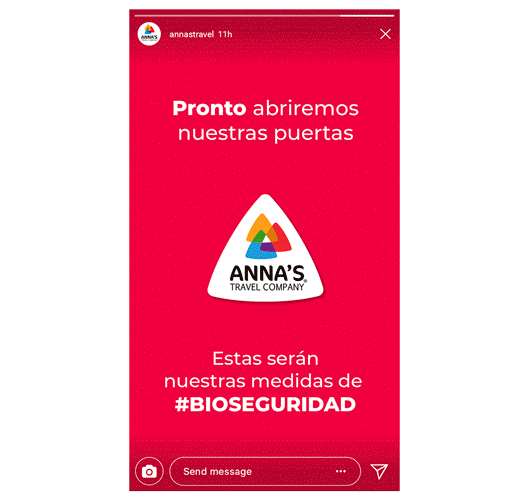 annastravel 11h
Pronto abriremos
nuestras puertas
ANNA'S®
TRAVEL COMPANY
Estas serán
nuestras medidas de
#BIOSEGURIDAD
Send message